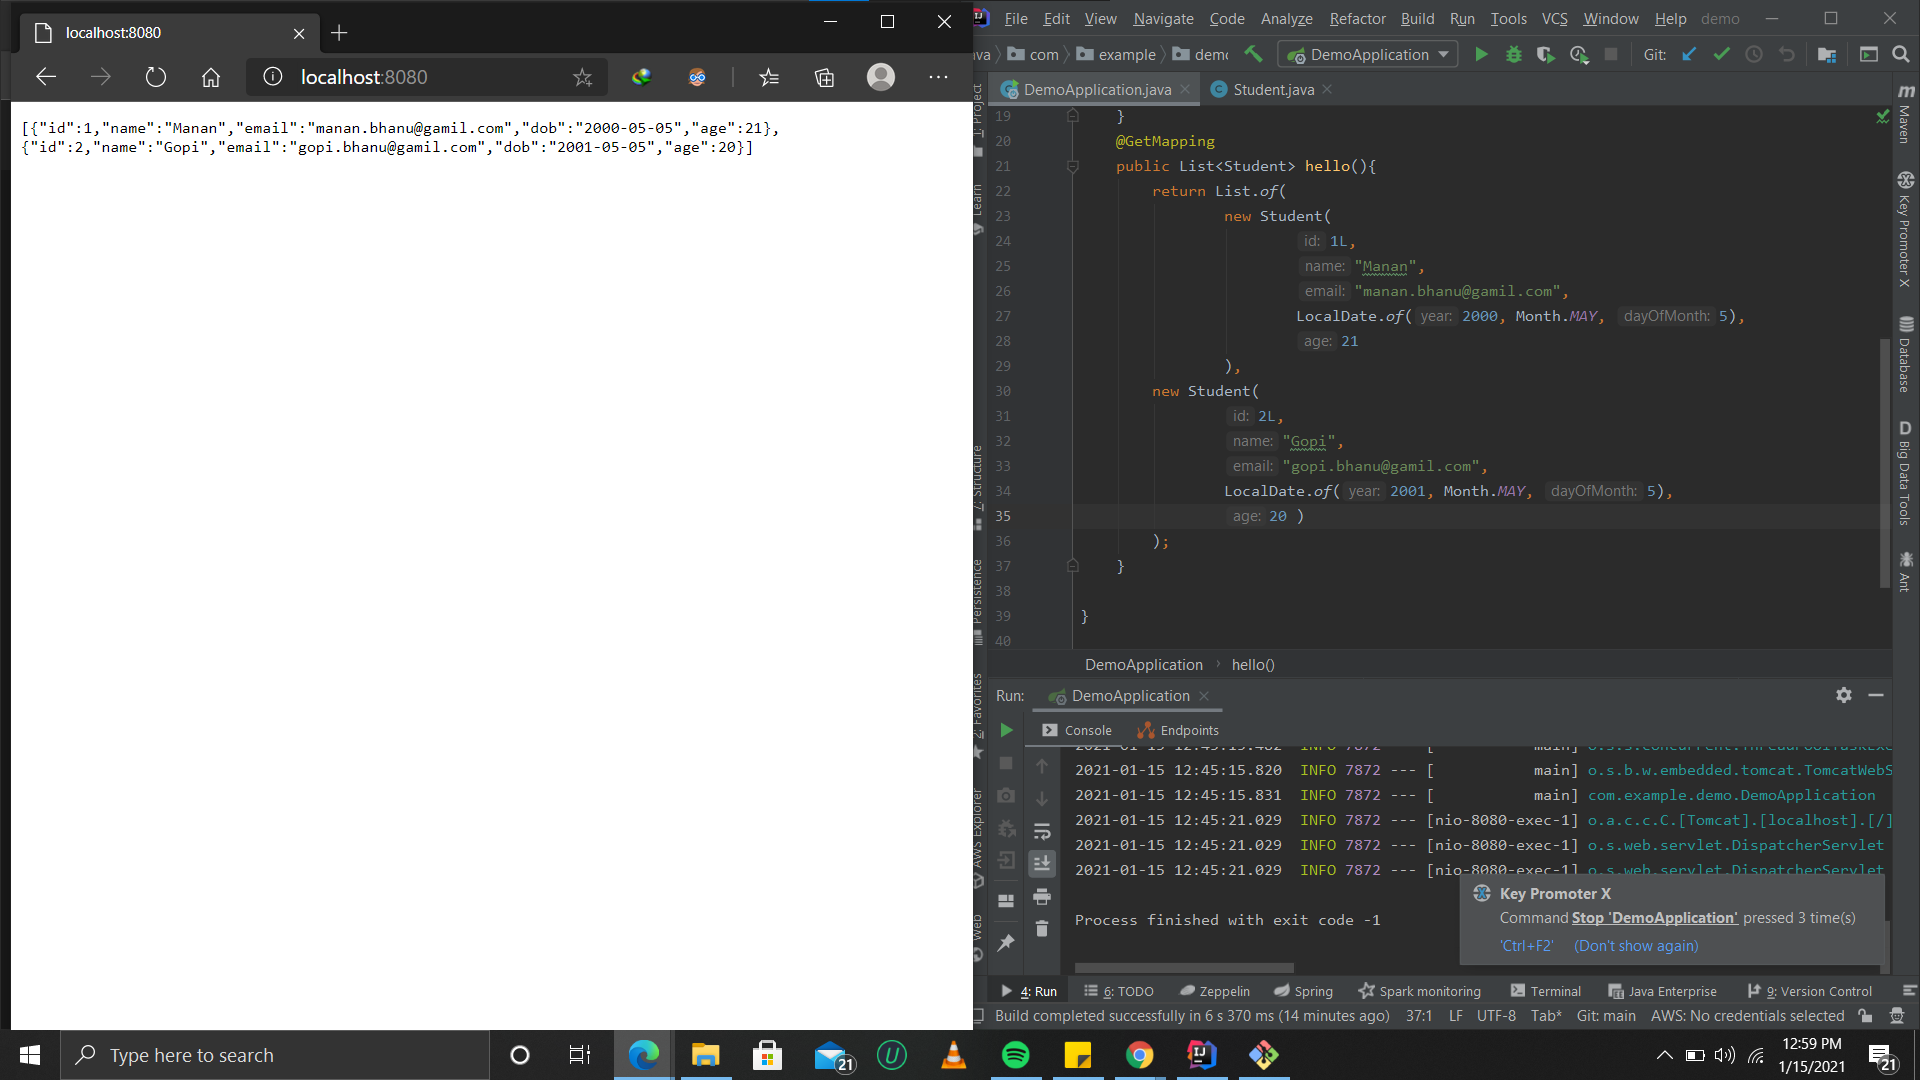 localhost:8080
localhost:8080
[{"id":1,"name":"Manan","email":"manan.bhanu@gamil.com","dob":"2000-05-05","age":21},
{"id":2,"name":"Gopi","email":"gopi.bhanu@gamil.com","dob":"2001-05-05","age":20}]
File Edit View Navigate Code Analyze Refactor Build Run Tools VCS Window Help demo
com example DemoApplication Git:
DemoApplication.java Student.java
19 }
20 @GetMapping
21 public List<Student> hello(){
22 return List.of(
23 new Student(
24 id: 1L,
25 name: "Manan",
26 email: "manan.bhanu@gamil.com",
27 LocalDate.of( year: 2000, Month.MAY, dayOfMonth: 5),
28 age: 21
29 ),
30 new Student(
31 id: 2L,
32 name: "Gopi",
33 email: "gopi.bhanu@gamil.com",
34 LocalDate.of( year: 2001, Month.MAY, dayOfMonth: 5),
35 age: 20 )
36 );
37 }
38
39 }
40
DemoApplication › hello()
Project
Learn
Persistence
AWS Explorer
Web
Maven
Key Promoter X
Database
Big Data Tools
Ant
Run: DemoApplication
Console Endpoints
2021-01-15 12:45:15.820 INFO 7872 --- [ main] o.s.b.w.embedded.tomcat.TomcatWebS
2021-01-15 12:45:15.831 INFO 7872 --- [ main] com.example.demo.DemoApplication
2021-01-15 12:45:21.029 INFO 7872 --- [nio-8080-exec-1] o.a.c.c.C.[Tomcat].[localhost].[/]
2021-01-15 12:45:21.029 INFO 7872 --- [nio-8080-exec-1] o.s.web.servlet.DispatcherServlet
2021-01-15 12:45:21.029 INFO 7872 --- [nio-8080-exec-1] o.s.web.servlet.DispatcherServlet
Process finished with exit code -1
Key Promoter X
Command Stop 'DemoApplication' pressed 3 time(s)
'Ctrl+F2' (Don't show again)
4: Run 6: TODO Zeppelin Spring Spark monitoring Terminal Java Enterprise 9: Version Control
Build completed successfully in 6 s 370 ms (14 minutes ago) 37:1 LF UTF-8 Tab* Git: main AWS: No credentials selected
Type here to search
21
12:59 PM
1/15/2021
21